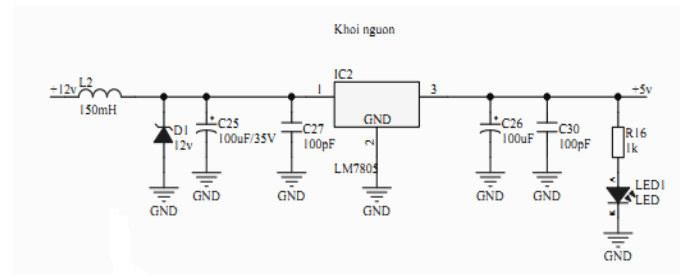 Khoi nguon
+12v
L2
150mH
D1
12v
C25
100uF/35V
C27
100pF
1
IC2
GND
2
LM7805
3
C26
100uF
C30
100pF
+5v
R16
1k
A
K
LED1
LED
GND
GND
GND
GND
GND
GND
GND